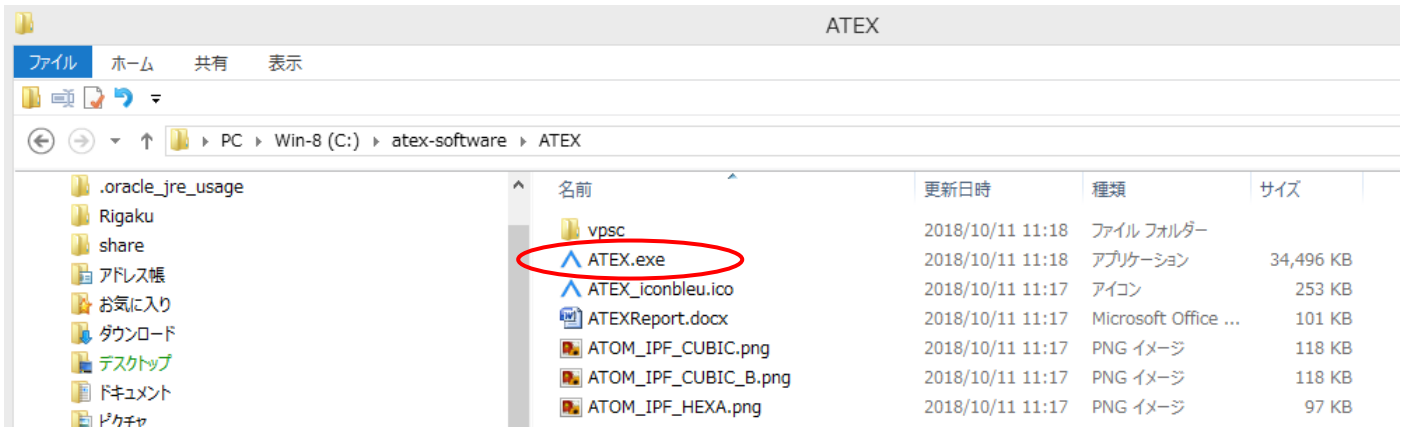 ATEX
ファイル ホーム 共有 表示
PC Win-8 (C:) atex-software ATEX
.oracle_jre_usage
Rigaku
share
アドレス帳
お気に入り
ダウンロード
デスクトップ
ドキュメント
ピクチャ
名前 更新日時 種類 サイズ
vpsc 2018/10/11 11:18 ファイル フォルダー
ATEX.exe 2018/10/11 11:18 アプリケーション 34,496 KB
ATEX_iconbleu.ico 2018/10/11 11:17 アイコン 253 KB
ATEXReport.docx 2018/10/11 11:17 Microsoft Office ... 101 KB
ATOM_IPF_CUBIC.png 2018/10/11 11:17 PNG イメージ 118 KB
ATOM_IPF_CUBIC_B.png 2018/10/11 11:17 PNG イメージ 118 KB
ATOM_IPF_HEXA.png 2018/10/11 11:17 PNG イメージ 97 KB